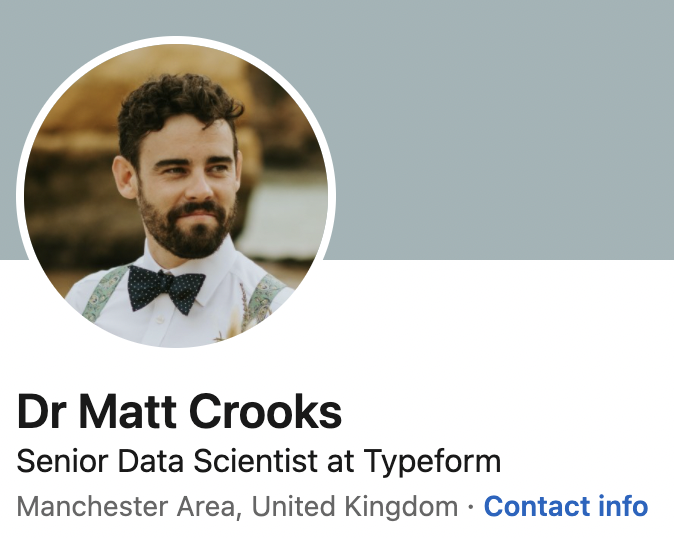 Dr Matt Crooks
Senior Data Scientist at Typeform
Manchester Area, United Kingdom · Contact info